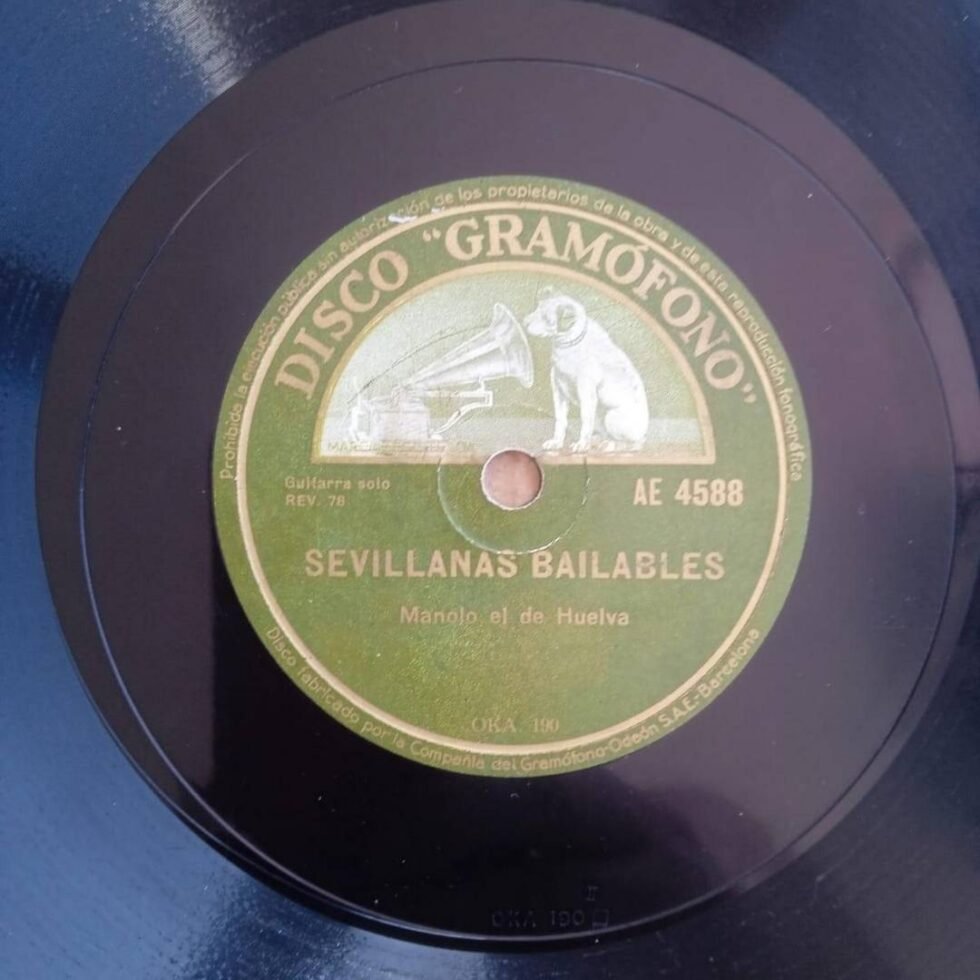 Prohibida la ejecución pública sin autorización de los propietarios de la obra y de esta reproducción fonográfica
DISCO "GRAMÓFONO"
Guitarra solo
REV. 78
AE 4588
SEVILLANAS BAILABLES
Manolo el de Huelva
OKA 190
Disco fabricado por la Compañía del Gramófono-Odeón S.A.E.-Barcelona
OKA 190